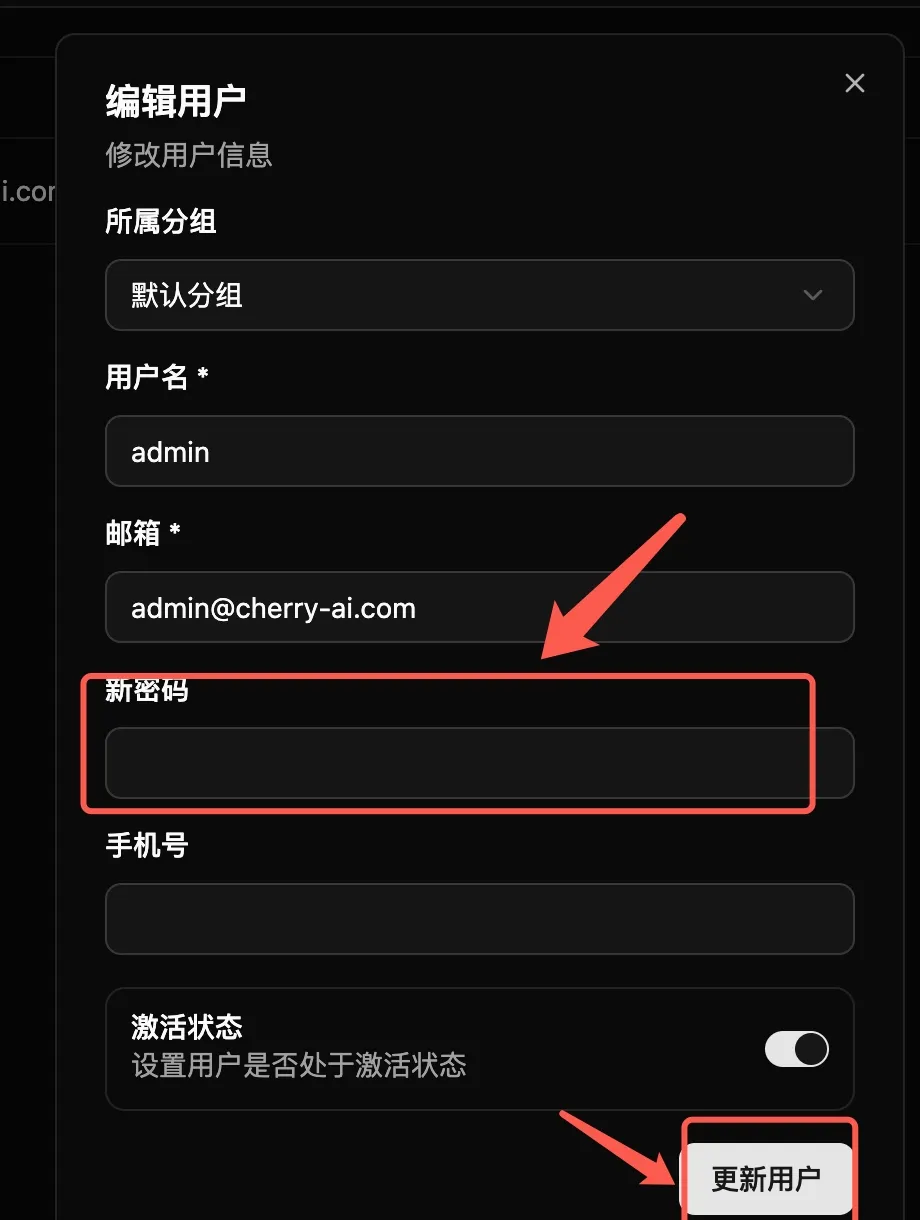 编辑用户
修改用户信息
i.com
所属分组
默认分组
用户名 *
admin
邮箱 *
admin@cherry-ai.com
新密码
手机号
激活状态
设置用户是否处于激活状态
更新用户